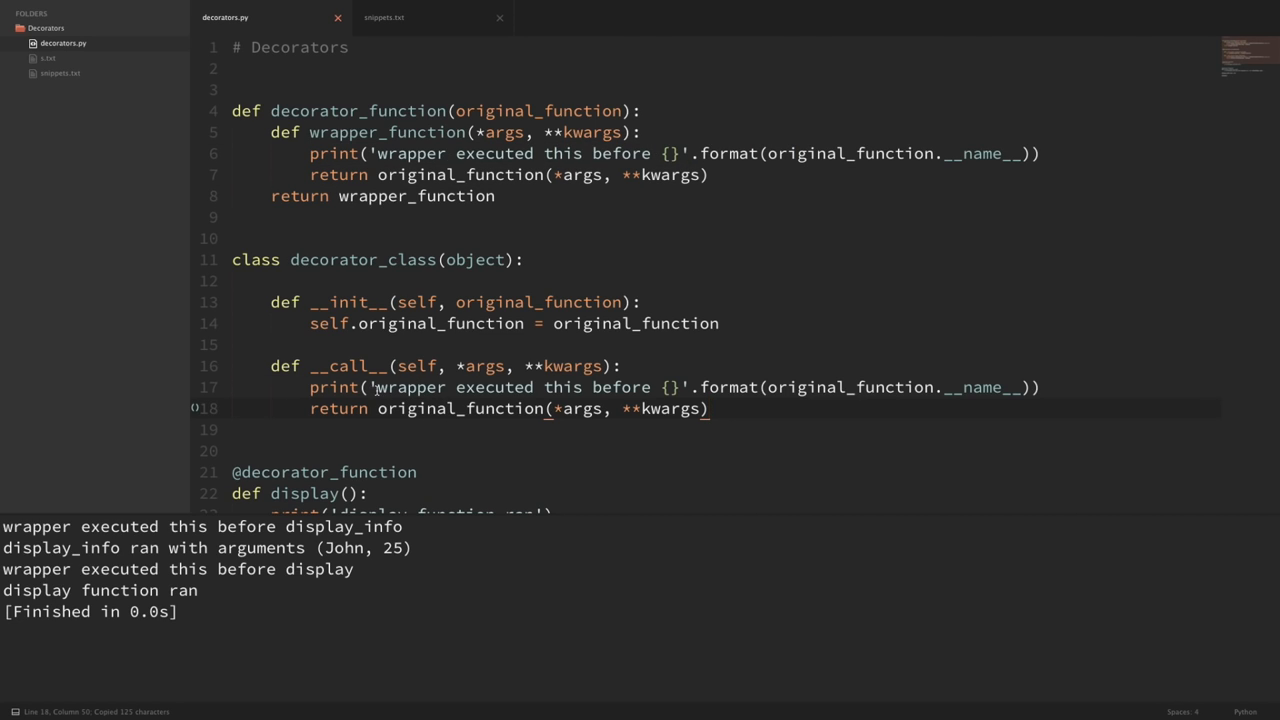 FOLDERS
Decorators
decorators.py
s.txt
snippets.txt
decorators.py
snippets.txt
1 # Decorators
2
3
4 def decorator_function(original_function):
5 def wrapper_function(*args, **kwargs):
6 print('wrapper executed this before {}'.format(original_function.__name__))
7 return original_function(*args, **kwargs)
8 return wrapper_function
9
10
11 class decorator_class(object):
12
13 def __init__(self, original_function):
14 self.original_function = original_function
15
16 def __call__(self, *args, **kwargs):
17 print('wrapper executed this before {}'.format(original_function.__name__))
18 return original_function(*args, **kwargs)
19
20
21 @decorator_function
22 def display():
print('display function ran')
wrapper executed this before display_info
display_info ran with arguments (John, 25)
wrapper executed this before display
display function ran
[Finished in 0.0s]
Line 18, Column 50; Copied 125 characters
Spaces: 4
Python